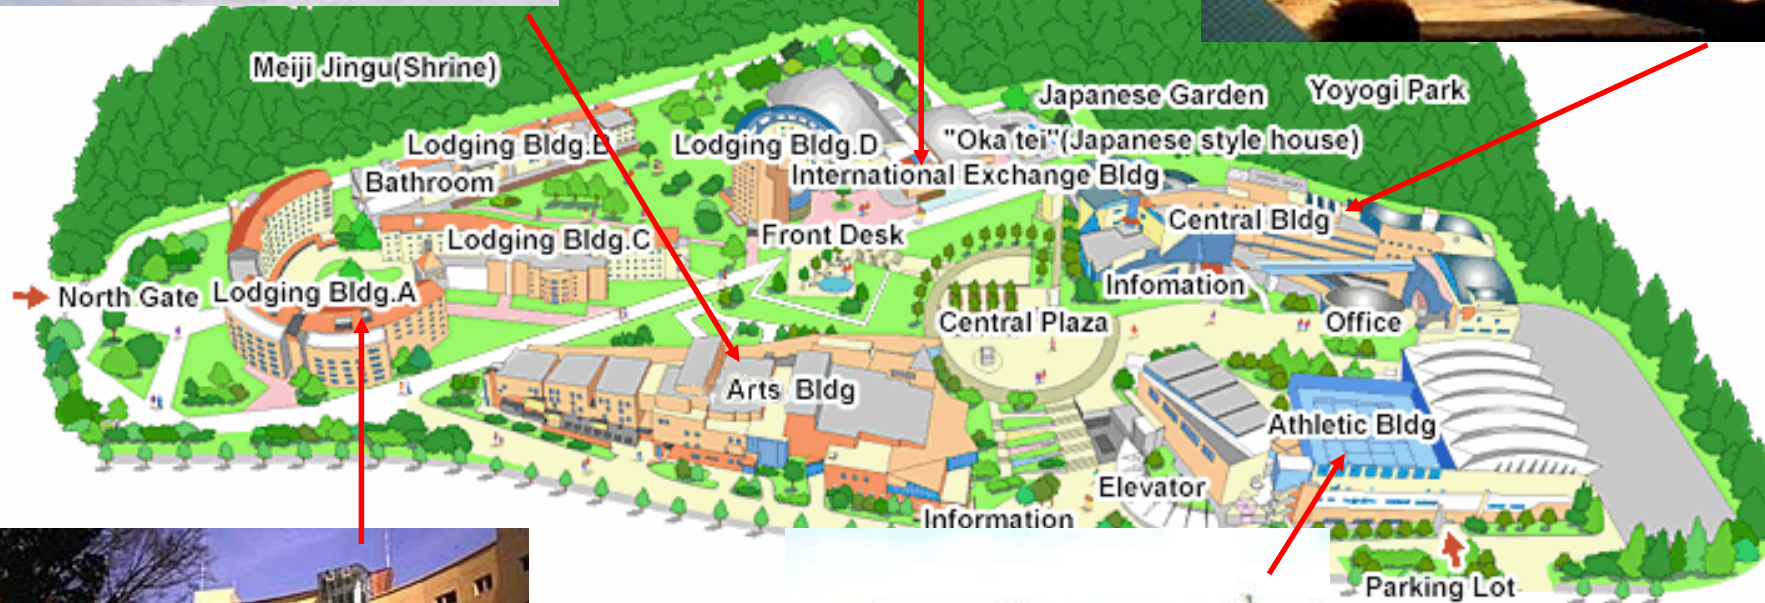 Meiji Jingu(Shrine)
Yoyogi Park
Japanese Garden
Lodging Bldg.B
Lodging Bldg.D
"Oka tei"(Japanese style house)
Bathroom
International Exchange Bldg
Central Bldg
Lodging Bldg.C
Front Desk
North Gate
Lodging Bldg.A
Infomation
Central Plaza
Office
Arts Bldg
Athletic Bldg
Elevator
Information
Parking Lot